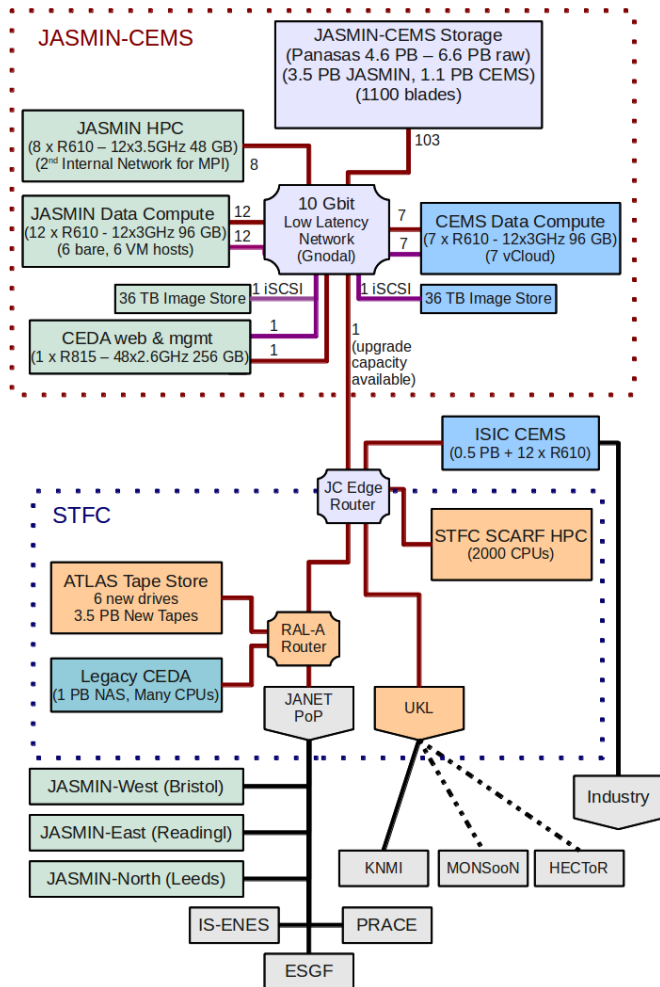 JASMIN-CEMS
JASMIN-CEMS Storage
(Panasas 4.6 PB – 6.6 PB raw)
(3.5 PB JASMIN, 1.1 PB CEMS)
(1100 blades)
JASMIN HPC
(8 x R610 – 12x3.5GHz 48 GB)
(2nd Internal Network for MPI)
8
103
JASMIN Data Compute
(12 x R610 - 12x3GHz 96 GB)
(6 bare, 6 VM hosts)
12
12
10 Gbit
Low Latency
Network
(Gnodal)
7
7
CEMS Data Compute
(7 x R610 - 12x3GHz 96 GB)
(7 vCloud)
36 TB Image Store
1 iSCSI
1 iSCSI
36 TB Image Store
CEDA web & mgmt
(1 x R815 – 48x2.6GHz 256 GB)
1
1
1
(upgrade
capacity
available)
ISIC CEMS
(0.5 PB + 12 x R610)
JC Edge
Router
STFC
STFC SCARF HPC
(2000 CPUs)
ATLAS Tape Store
6 new drives
3.5 PB New Tapes
RAL-A
Router
Legacy CEDA
(1 PB NAS, Many CPUs)
JANET
PoP
UKL
JASMIN-West (Bristol)
JASMIN-East (Readingl)
JASMIN-North (Leeds)
Industry
KNMI
MONSooN
HECToR
IS-ENES
PRACE
ESGF